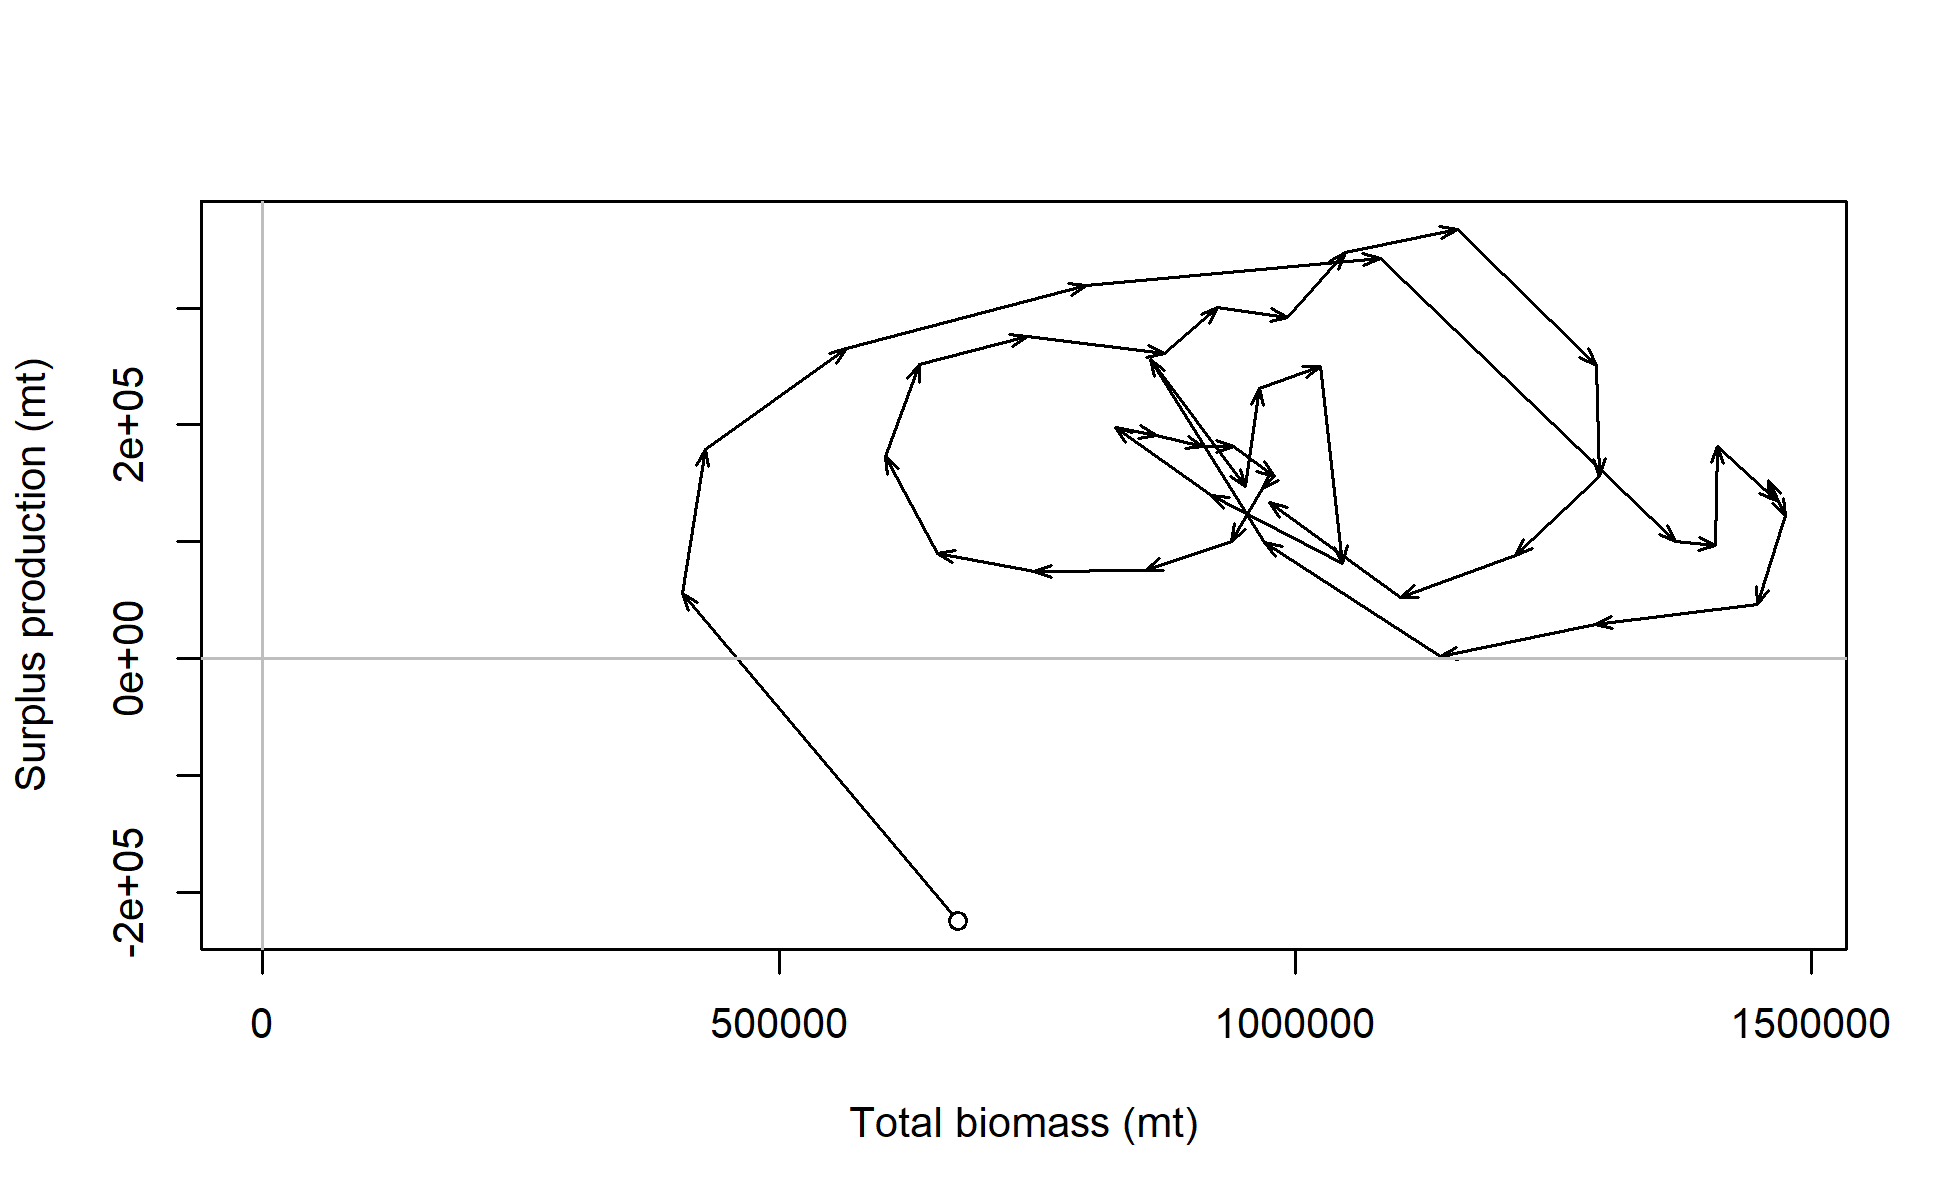 Surplus production (mt)
2e+05
0e+00
-2e+05
0
500000
1000000
1500000
Total biomass (mt)